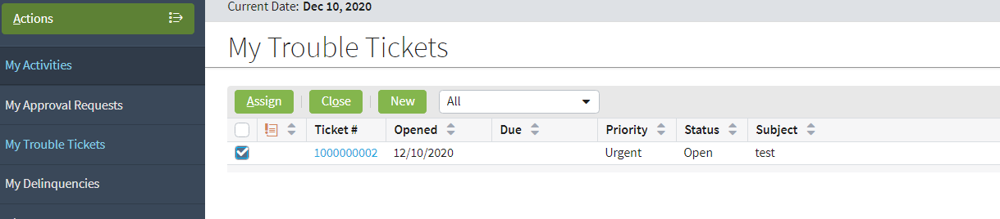 Current Date: Dec 10, 2020
Actions
My Activities
My Approval Requests
My Trouble Tickets
My Delinquencies
My Trouble Tickets
Assign Close New All
Ticket # Opened Due Priority Status Subject
1000000002 12/10/2020 Urgent Open test